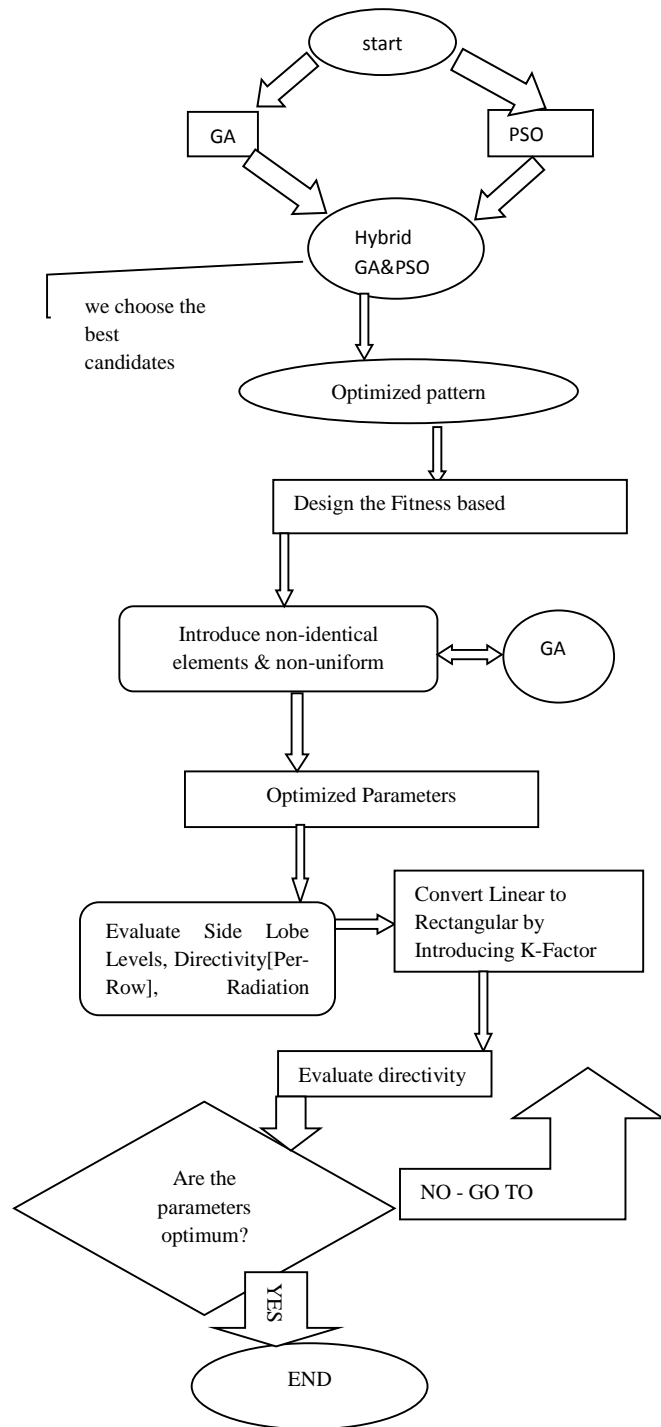 start
GA
PSO
Hybrid
GA&PSO
we choose the
best
candidates
Optimized pattern
Design the Fitness based
Introduce non-identical
elements & non-uniform
GA
Optimized Parameters
Evaluate Side Lobe
Levels, Directivity[Per-
Row], Radiation
Convert Linear to
Rectangular by
Introducing K-Factor
Evaluate directivity
Are the
parameters
optimum?
NO - GO TO
YES
END